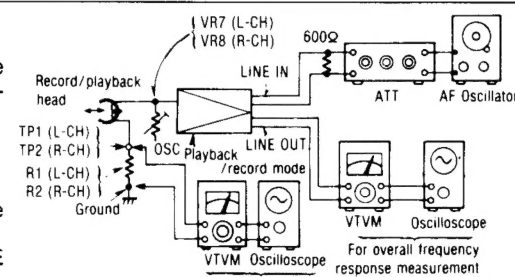 VR7 (L-CH)
VR8 (R-CH)
600Ω
LINE IN
ATT
AF Oscillator
Record/playback
head
TP1 (L-CH)
TP2 (R-CH)
OSC
Playback
/record mode
LINE OUT
R1 (L-CH)
R2 (R-CH)
Ground
VTVM
Oscilloscope
VTVM
Oscilloscope
For overall frequency
response measurement